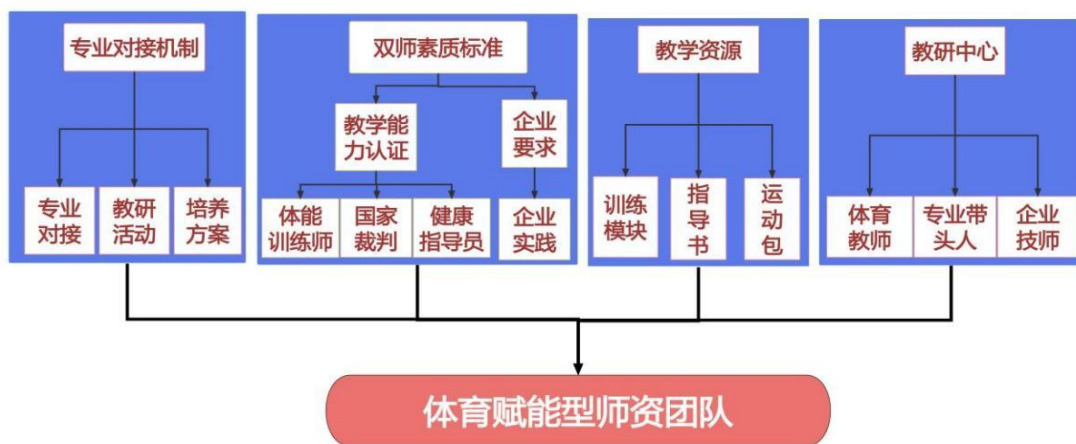 专业对接机制
专业
对接
教研
活动
培养
方案
双师素质标准
教学能
力认证
企业
要求
体能
训练师
国家
裁判
健康
指导员
企业
实践
教学资源
训练
模块
指
导
书
运
动
包
教研中心
体育
教师
专业带
头人
企业
技师
体育赋能型师资团队